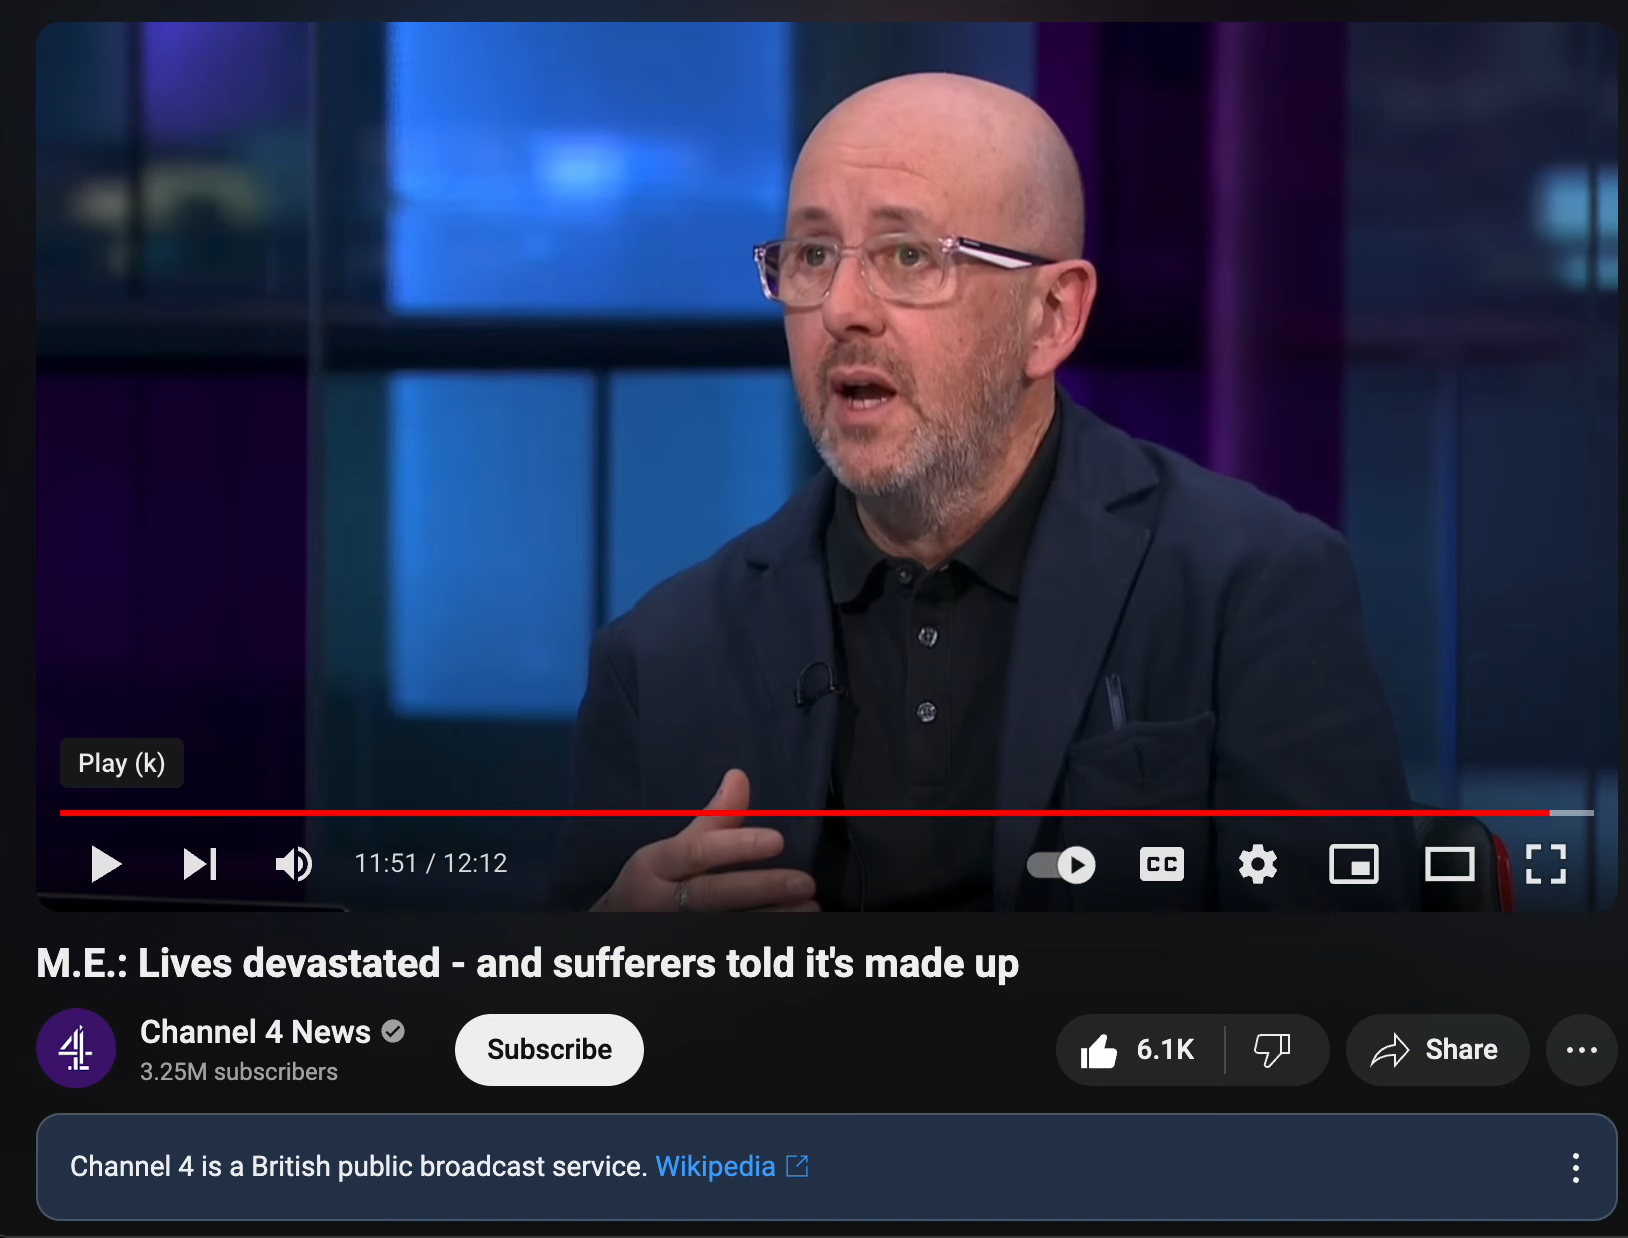 Play (k)
11:51 / 12:12
CC
M.E.: Lives devastated - and sufferers told it's made up
4
Channel 4 News
3.25M subscribers
Subscribe
6.1K
Share
Channel 4 is a British public broadcast service. Wikipedia